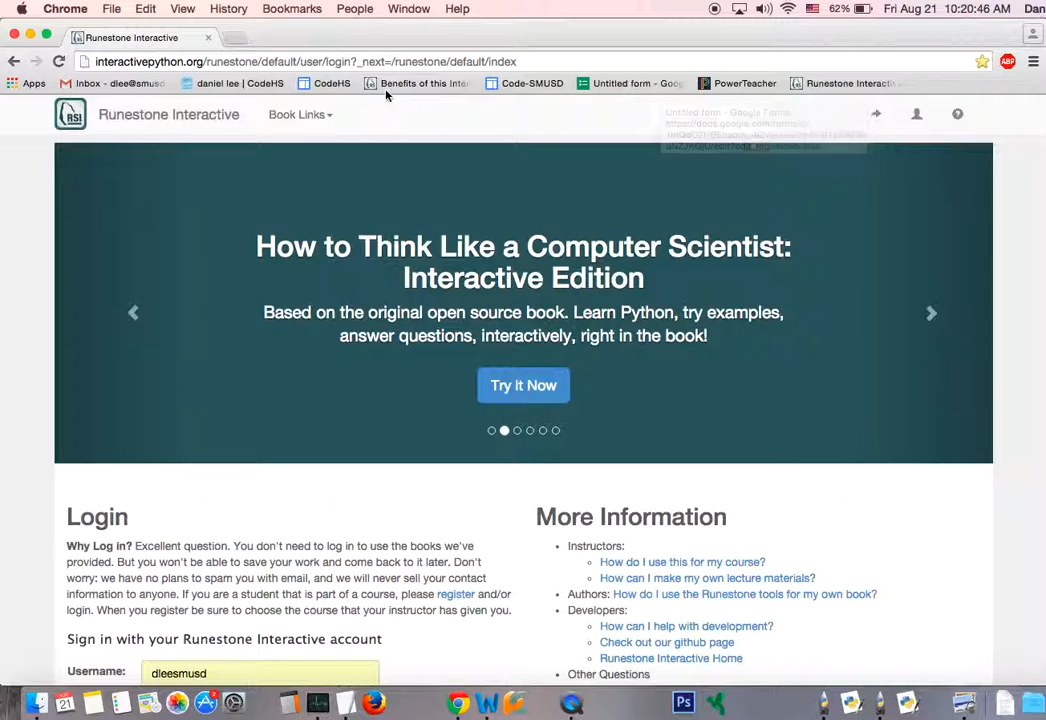 Chrome File Edit View History Bookmarks People Window Help 62% Fri Aug 21 10:20:46 AM Dan
Runestone Interactive
interactivepython.org/runestone/default/user/login?_next=/runestone/default/index
Apps Inbox - dlee@smusd daniel lee | CodeHS CodeHS Benefits of this Inter Code-SMUSD Untitled form - Googl PowerTeacher Runestone Interactive
RSI Runestone Interactive Book Links
Untitled form - Google Forms
How to Think Like a Computer Scientist:
Interactive Edition
Based on the original open source book. Learn Python, try examples,
answer questions, interactively, right in the book!
Try it Now
Login
Why Log in? Excellent question. You don't need to log in to use the books we've
provided. But you won't be able to save your work and come back to it later. Don't
worry: we have no plans to spam you with email, and we will never sell your contact
information to anyone. If you are a student that is part of a course, please register and/or
login. When you register be sure to choose the course that your instructor has given you.
Sign in with your Runestone Interactive account
Username: dleesmusd
More Information
Instructors:
How do I use this for my course?
How can I make my own lecture materials?
Authors: How do I use the Runestone tools for my own book?
Developers:
How can I help with development?
Check out our github page
Runestone Interactive Home
Other Questions